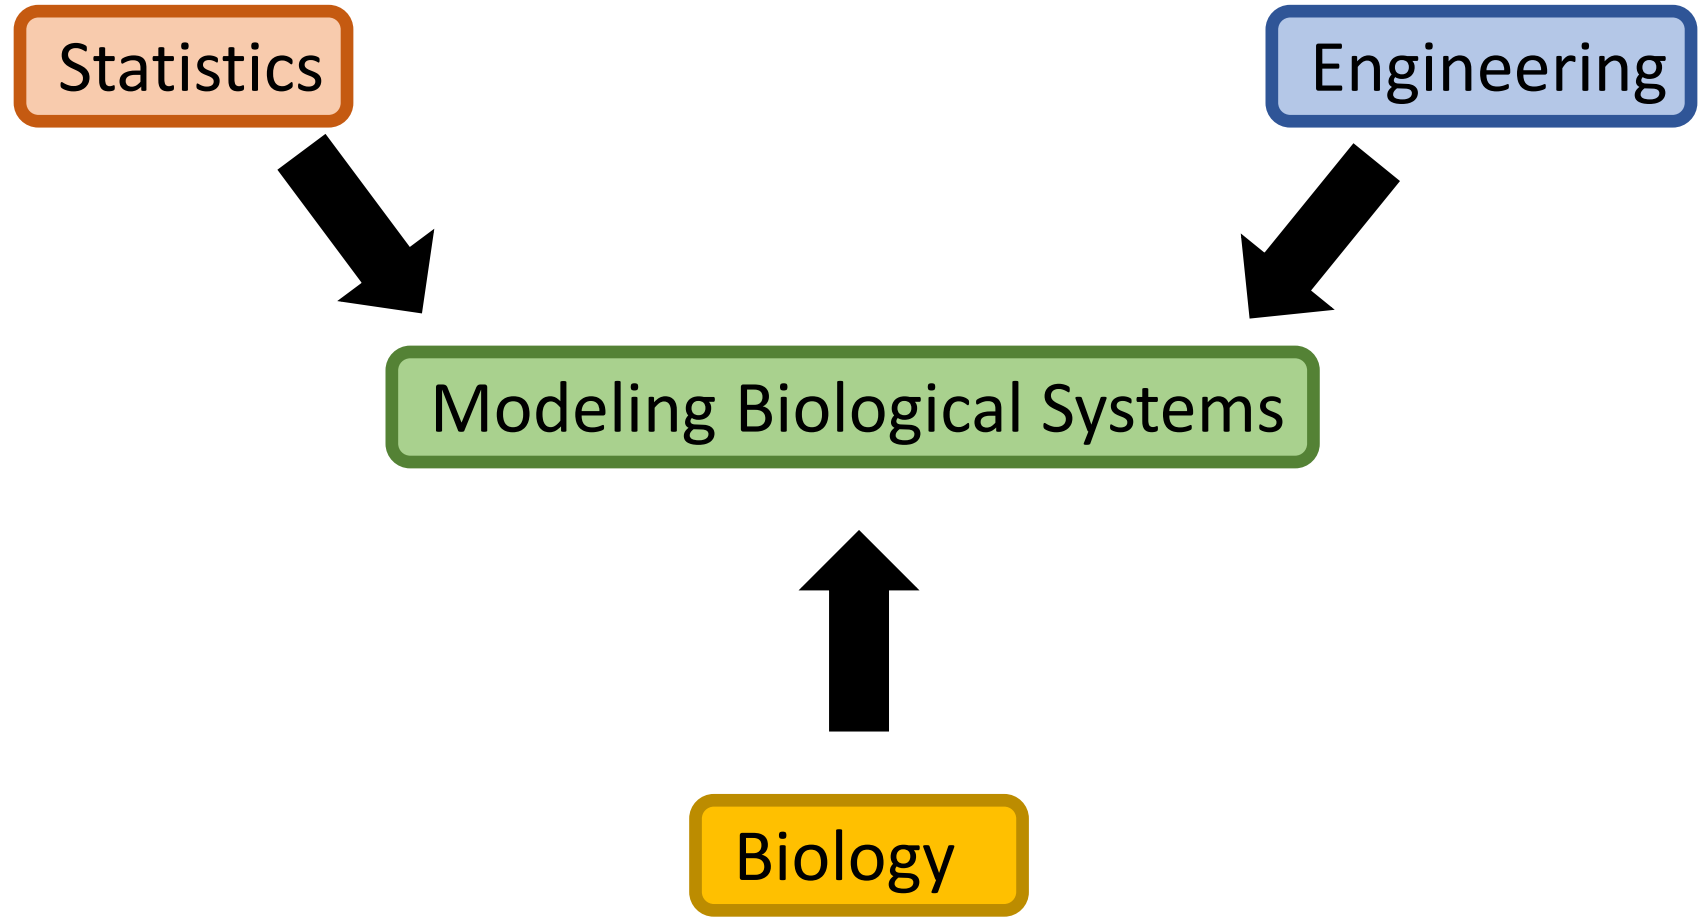 Statistics
Engineering
Modeling Biological Systems
Biology